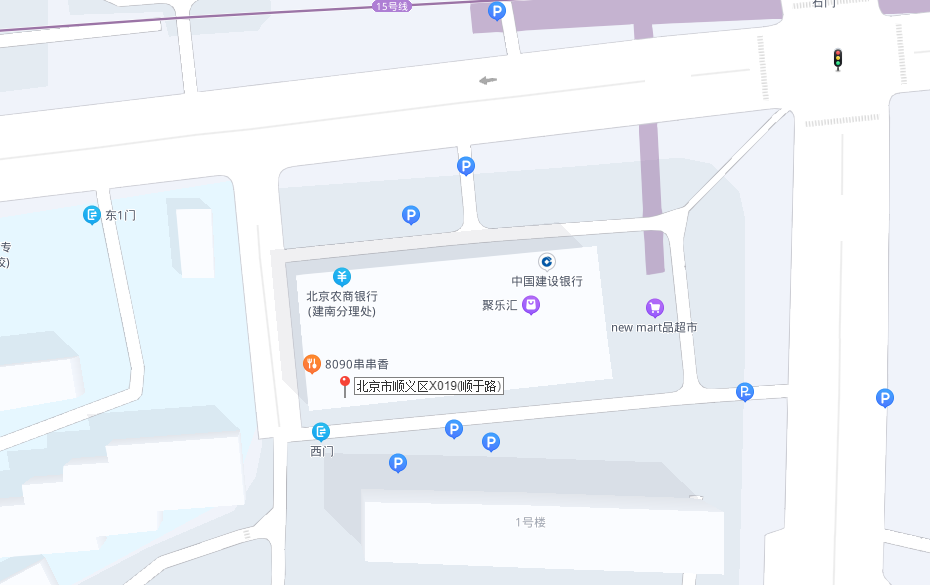 15号线
P
石门
P
P
东1门
专
校)
中国建设银行
北京农商银行
(建南分理处)
聚乐汇
new mart品超市
8090串串香
北京市顺义区X019(顺于路)
P
P
西门
P
P
P
1号楼